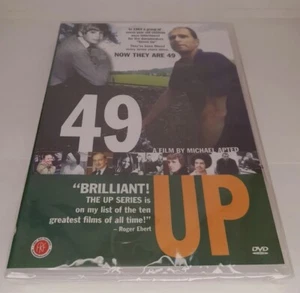 NOW THEY ARE 49
49
A FILM BY MICHAEL APTED
"BRILLIANT!
THE UP SERIES is
on my list of the ten
greatest films of all time!"
– Roger Ebert
UP
DVD